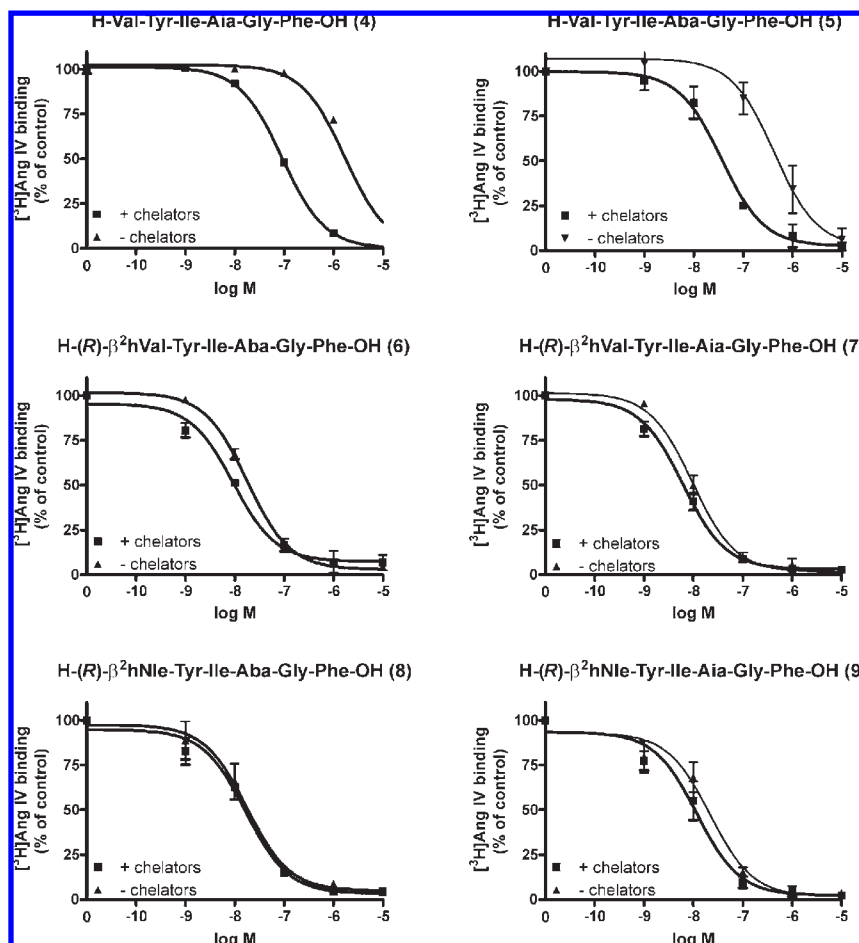 H-Val-Tyr-Ile-Aia-Gly-Phe-OH (4)
[³H]Ang IV binding
(% of control)
100
75
50
25
0
+ chelators
- chelators
0 -10 -9 -8 -7 -6 -5
log M
H-Val-Tyr-Ile-Aba-Gly-Phe-OH (5)
[³H]Ang IV binding
(% of control)
100
75
50
25
0
+ chelators
- chelators
0 -10 -9 -8 -7 -6 -5
log M
H-(R)-β²hVal-Tyr-Ile-Aba-Gly-Phe-OH (6)
[³H]Ang IV binding
(% of control)
100
75
50
25
0
+ chelators
- chelators
0 -10 -9 -8 -7 -6 -5
log M
H-(R)-β²hVal-Tyr-Ile-Aia-Gly-Phe-OH (7
[³H]Ang IV binding
(% of control)
100
75
50
25
0
+ chelators
- chelators
0 -10 -9 -8 -7 -6 -5
log M
H-(R)-β²hNle-Tyr-Ile-Aba-Gly-Phe-OH (8)
[³H]Ang IV binding
(% of control)
100
75
50
25
0
+ chelators
- chelators
0 -10 -9 -8 -7 -6 -5
log M
H-(R)-β²hNle-Tyr-Ile-Aia-Gly-Phe-OH (9
[³H]Ang IV binding
(% of control)
100
75
50
25
0
+ chelators
- chelators
0 -10 -9 -8 -7 -6 -5
log M